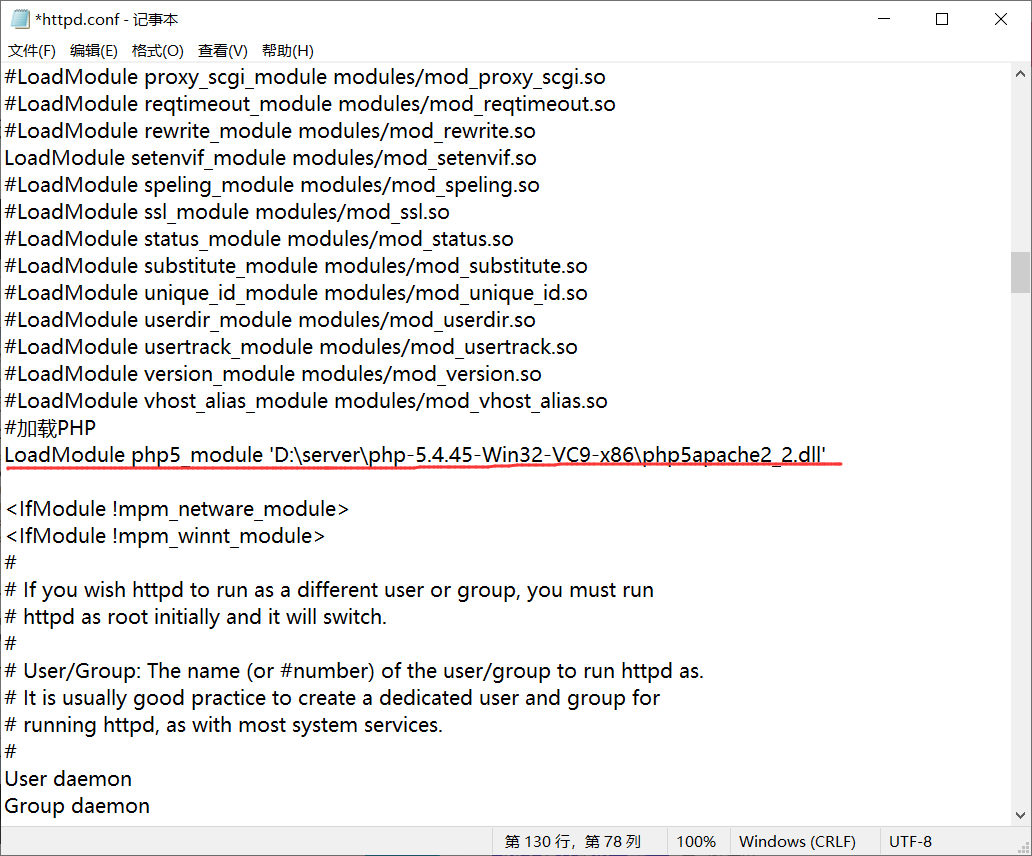 *httpd.conf - 记事本
文件(F) 编辑(E) 格式(O) 查看(V) 帮助(H)
#LoadModule proxy_scgi_module modules/mod_proxy_scgi.so
#LoadModule reqtimeout_module modules/mod_reqtimeout.so
#LoadModule rewrite_module modules/mod_rewrite.so
LoadModule setenvif_module modules/mod_setenvif.so
#LoadModule speling_module modules/mod_speling.so
#LoadModule ssl_module modules/mod_ssl.so
#LoadModule status_module modules/mod_status.so
#LoadModule substitute_module modules/mod_substitute.so
#LoadModule unique_id_module modules/mod_unique_id.so
#LoadModule userdir_module modules/mod_userdir.so
#LoadModule usertrack_module modules/mod_usertrack.so
#LoadModule version_module modules/mod_version.so
#LoadModule vhost_alias_module modules/mod_vhost_alias.so
#加载PHP
LoadModule php5_module 'D:\server\php-5.4.45-Win32-VC9-x86\php5apache2_2.dll'
<IfModule !mpm_netware_module>
<IfModule !mpm_winnt_module>
#
# If you wish httpd to run as a different user or group, you must run
# httpd as root initially and it will switch.
#
# User/Group: The name (or #number) of the user/group to run httpd as.
# It is usually good practice to create a dedicated user and group for
# running httpd, as with most system services.
#
User daemon
Group daemon
第 130 行，第 78 列 100% Windows (CRLF) UTF-8